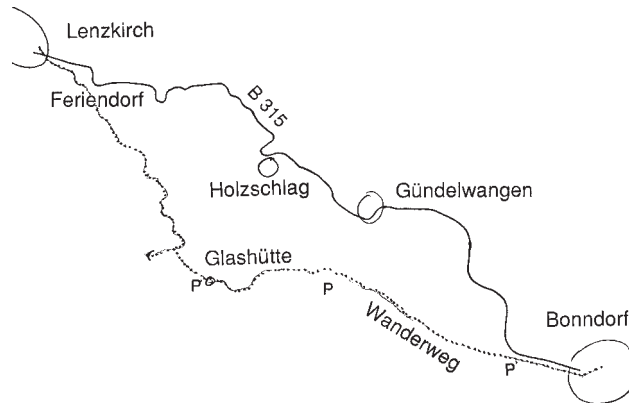 Lenzkirch
Feriendorf
B 315
Holzschlag
Gündelwangen
Glashütte
P
P
Wanderweg
Bonndorf
P